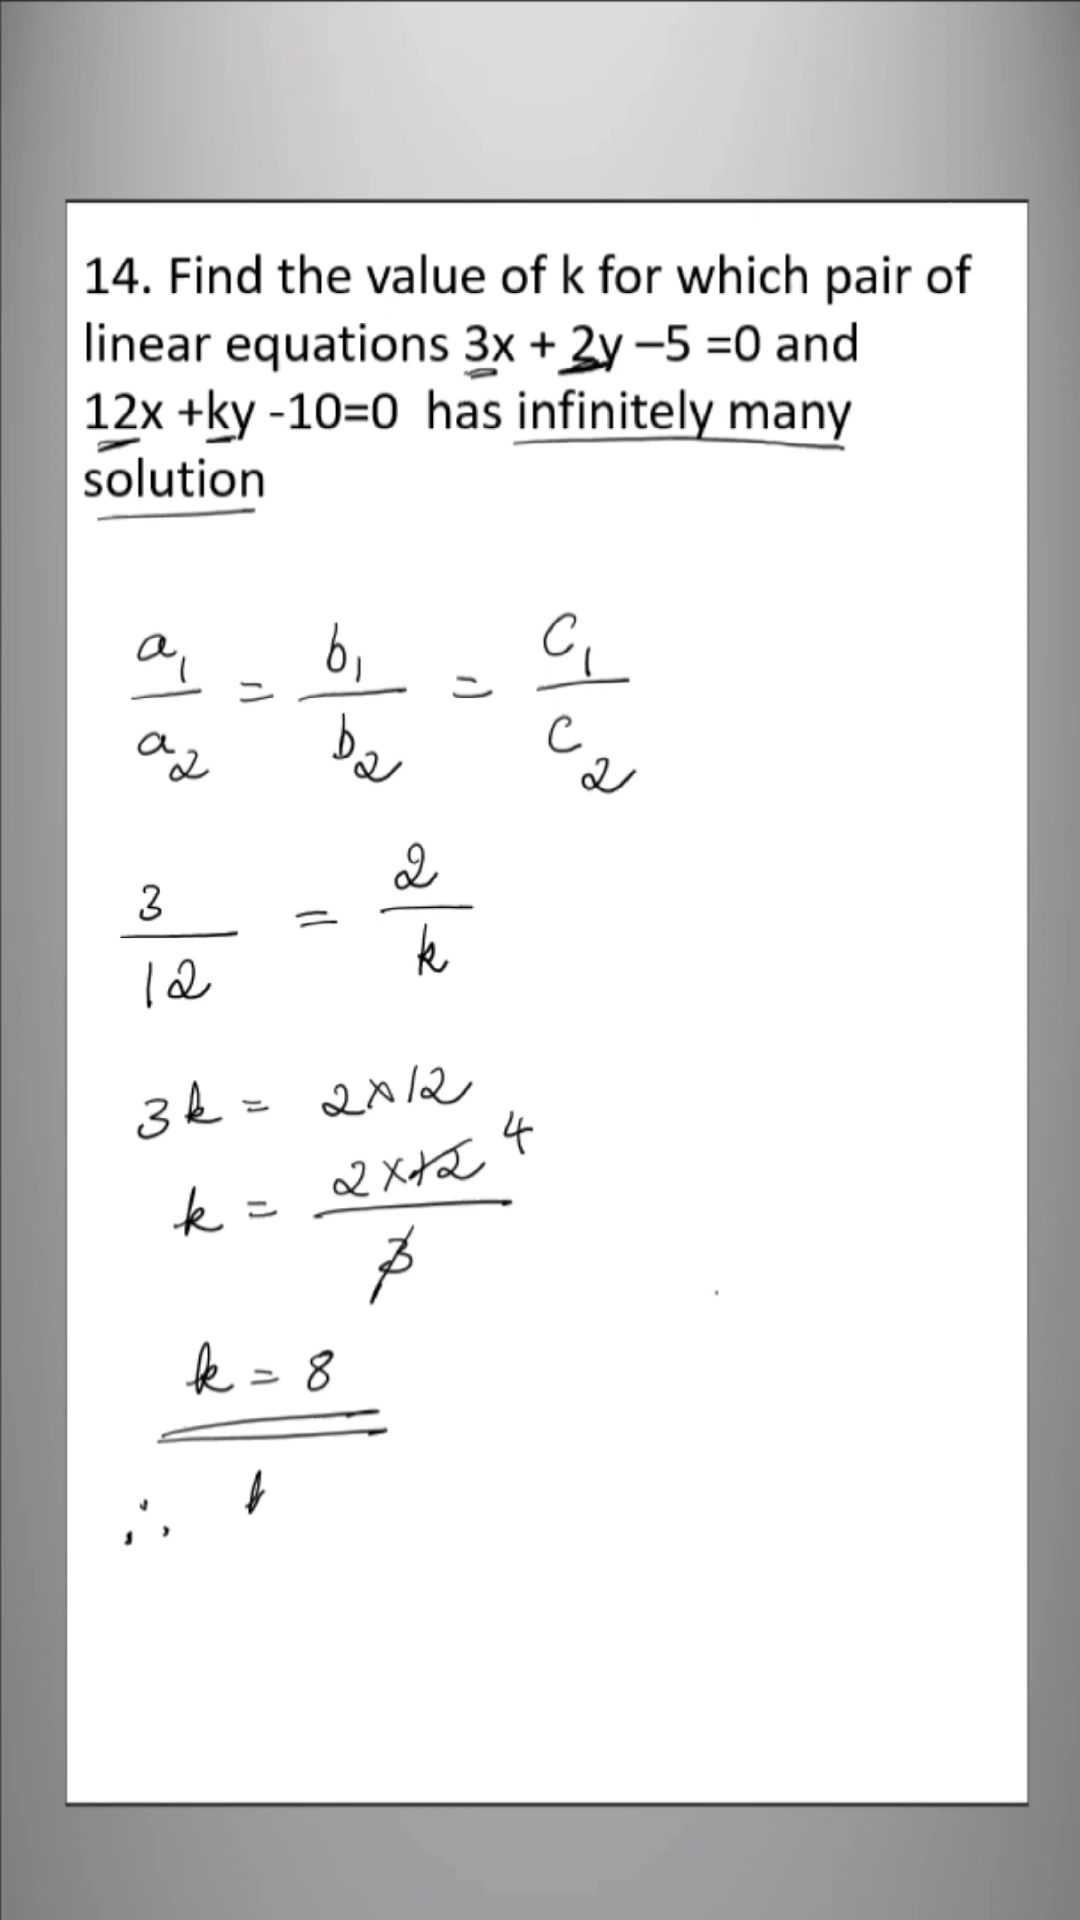 14. Find the value of k for which pair of
linear equations 3x + 2y –5 =0 and
12x +ky -10=0 has infinitely many
solution
a₁/a₂ = b₁/b₂ = C₁/C₂
3/12 = 2/k
3k = 2×12
k = 2×12 4/3
k = 8
∴